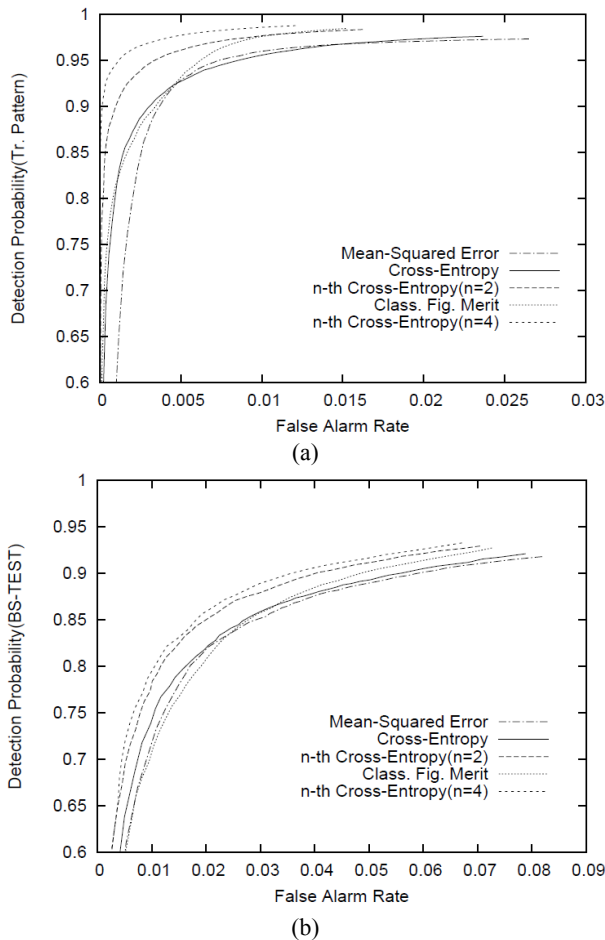 1
0.95
0.9
0.85
0.8
0.75
0.7
0.65
0.6
Detection Probability(Tr. Pattern)
Mean-Squared Error
Cross-Entropy
n-th Cross-Entropy(n=2)
Class. Fig. Merit
n-th Cross-Entropy(n=4)
0 0.005 0.01 0.015 0.02 0.025 0.03
False Alarm Rate
(a)
1
0.95
0.9
0.85
0.8
0.75
0.7
0.65
0.6
Detection Probability(BS-TEST)
Mean-Squared Error
Cross-Entropy
n-th Cross-Entropy(n=2)
Class. Fig. Merit
n-th Cross-Entropy(n=4)
0 0.01 0.02 0.03 0.04 0.05 0.06 0.07 0.08 0.09
False Alarm Rate
(b)